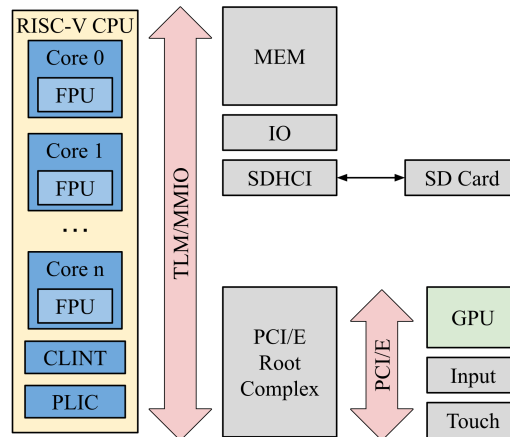 RISC-V CPU
Core 0
FPU
Core 1
FPU
...
Core n
FPU
CLINT
PLIC
TLM/MMIO
MEM
IO
SDHCI
SD Card
PCI/E
Root
Complex
PCI/E
GPU
Input
Touch